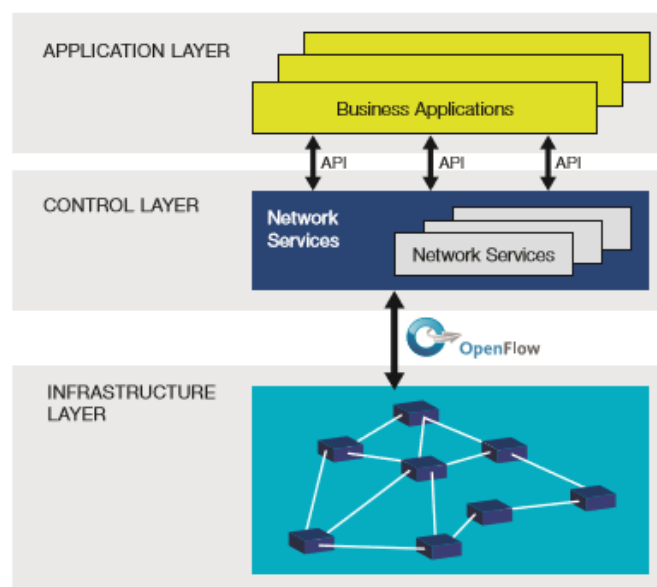 APPLICATION LAYER
Business Applications
API
API
API
CONTROL LAYER
Network
Services
Network Services
OpenFlow
INFRASTRUCTURE
LAYER